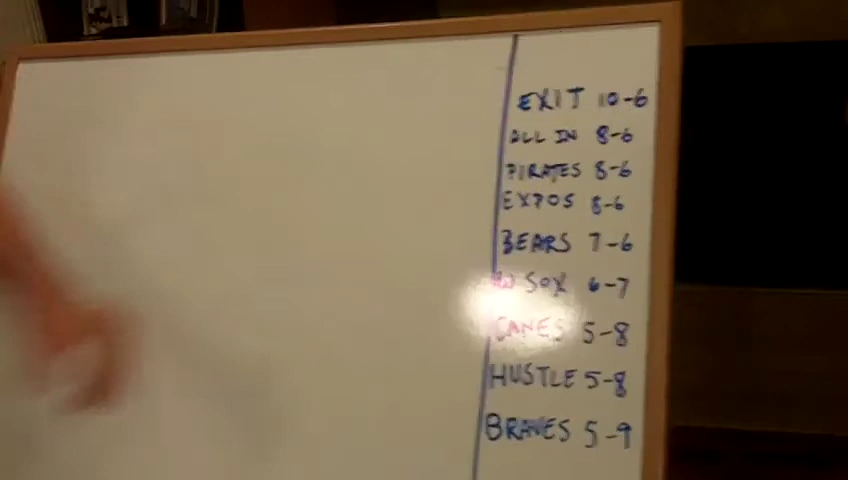 EXIT 10-6
ALL IN 8-6
PIRATES 8-6
EXPOS 8-6
BEARS 7-6
SOX 6-7
CANES 5-8
HUSTLE 5-8
BRAVES 5-9